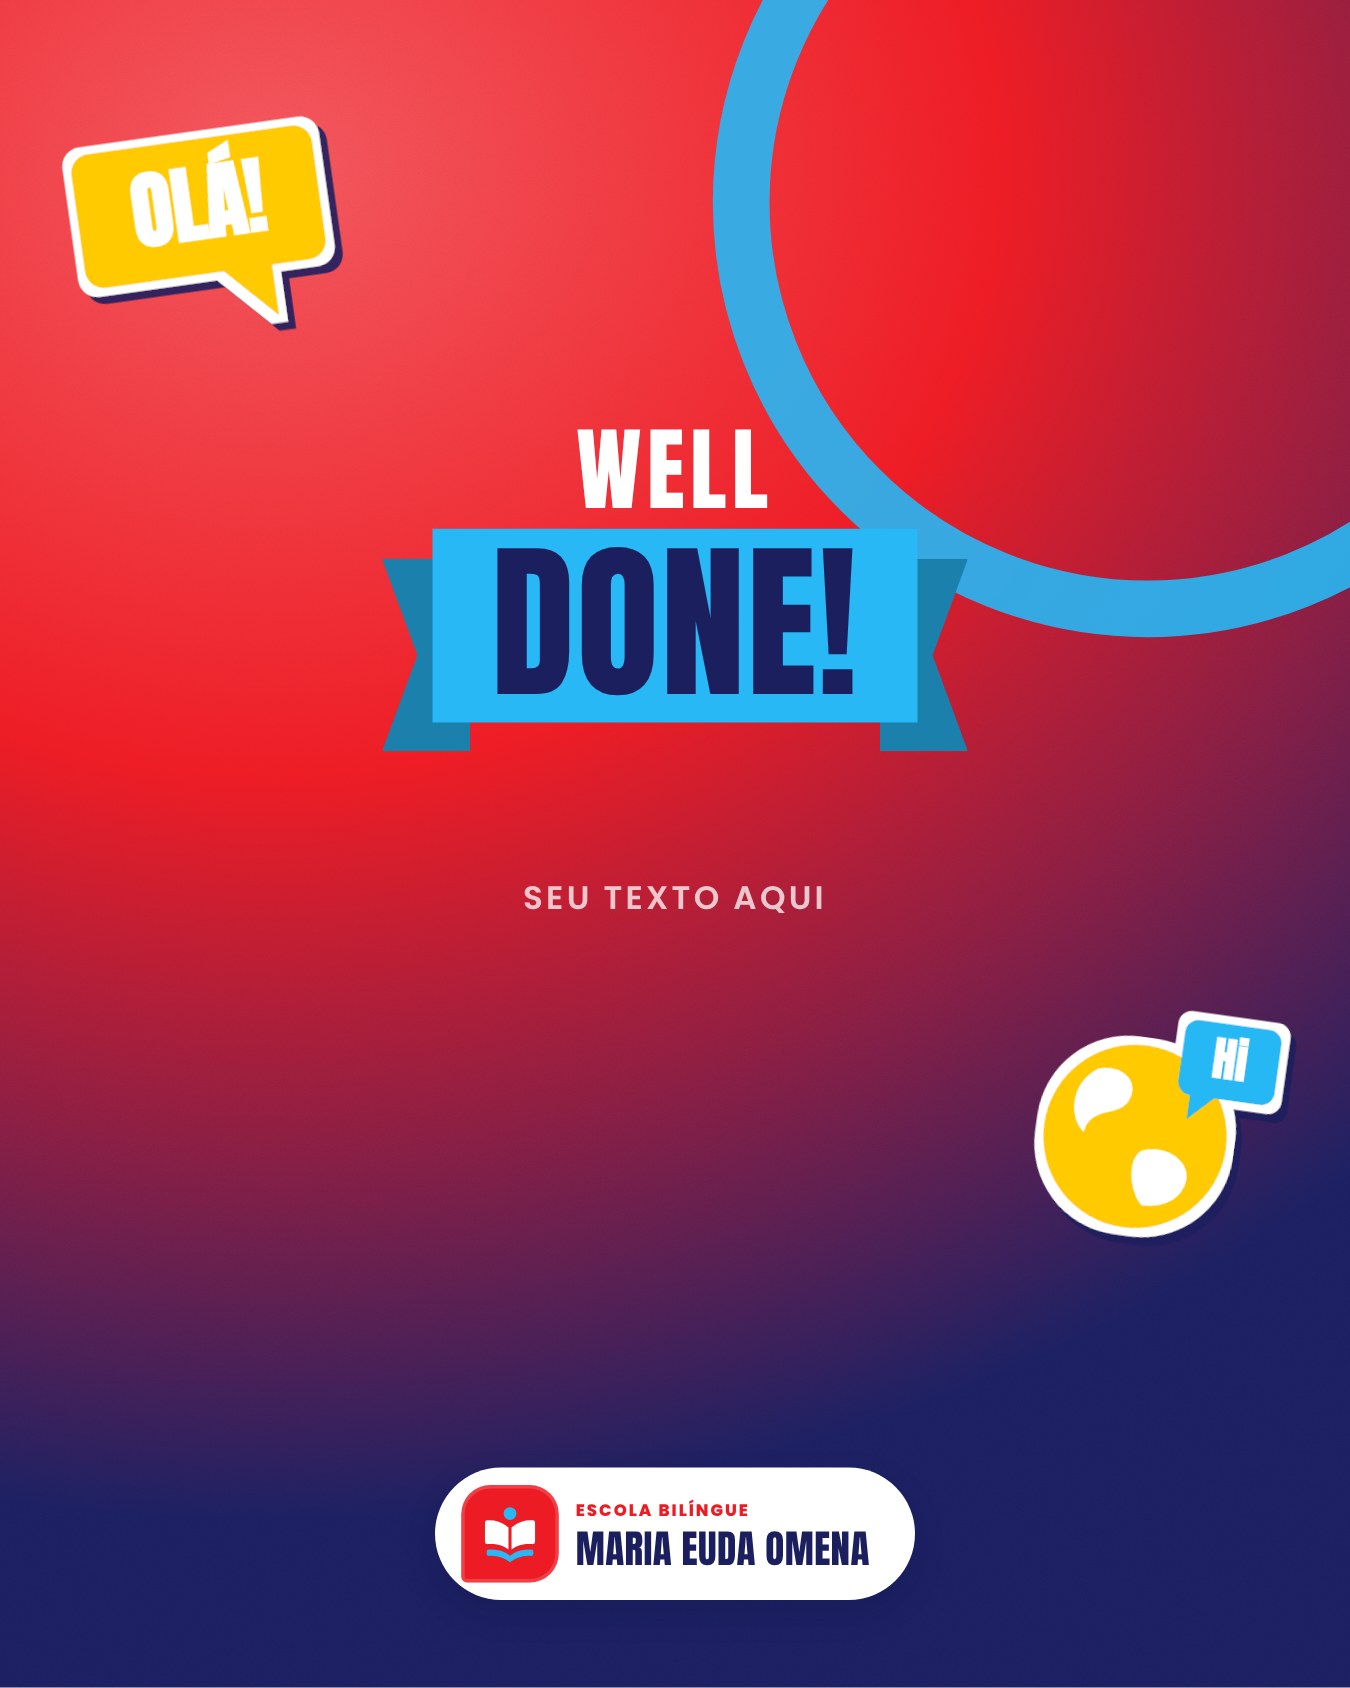 OLÁ!
WELL
DONE!
SEU TEXTO AQUI
Hi
ESCOLA BILÍNGUE
MARIA EUDA OMENA